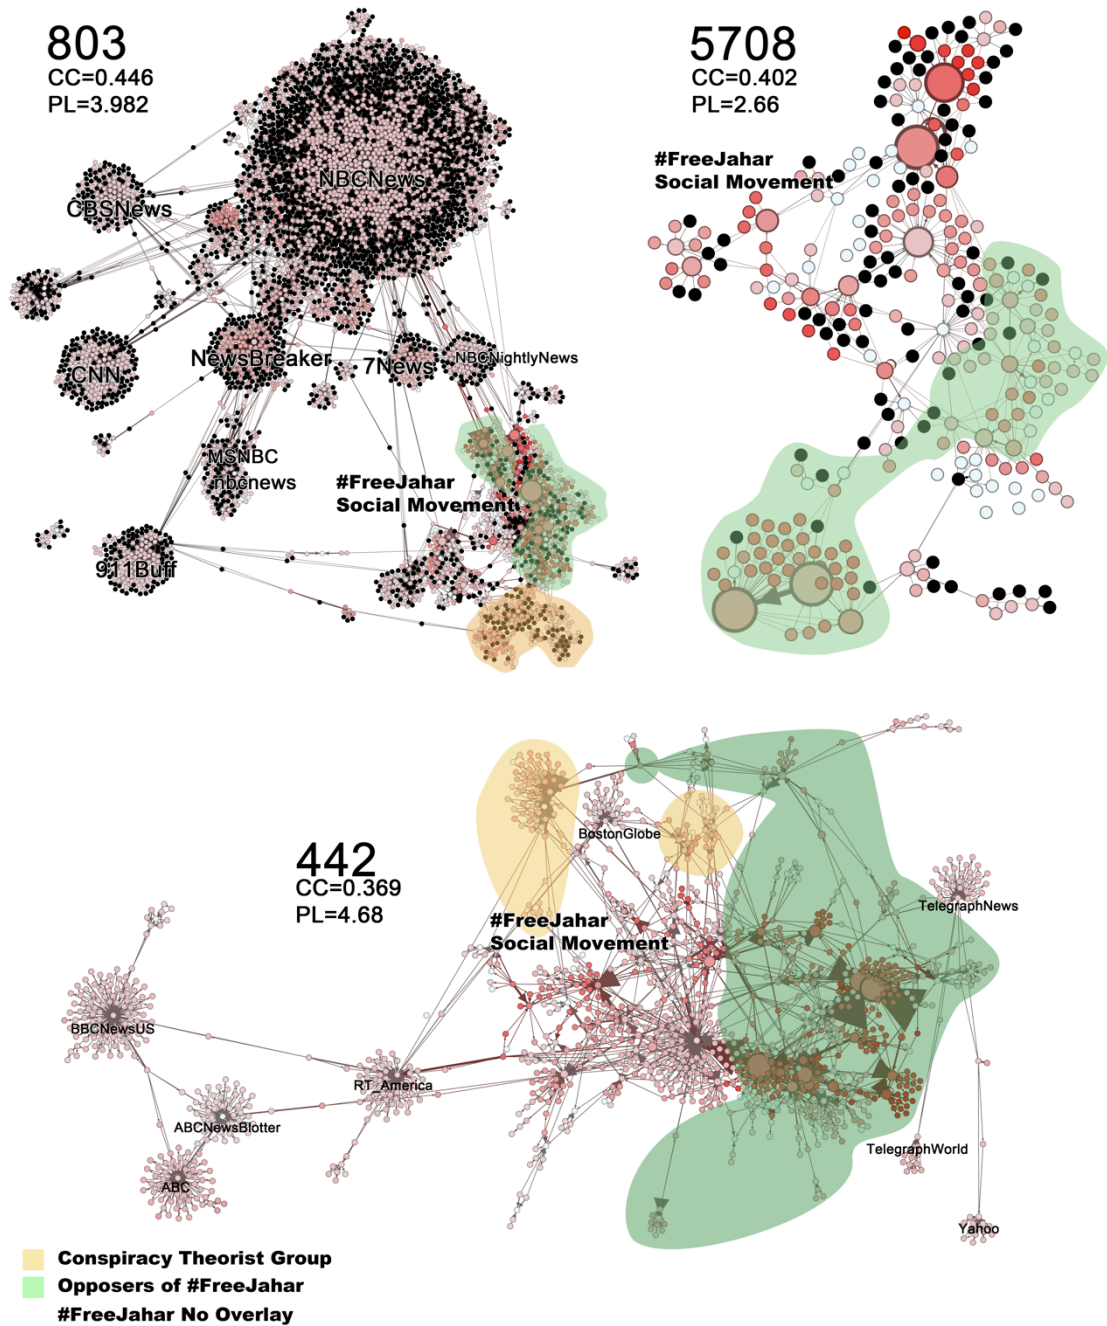 803
CC=0.446
PL=3.982
NBCNews
CBSNews
CNN
NewsBreaker
7News
NBCNightlyNews
MSNBC
nbcnews
#FreeJahar
Social Movement
911Buff
5708
CC=0.402
PL=2.66
#FreeJahar
Social Movement
442
CC=0.369
PL=4.68
BostonGlobe
#FreeJahar
Social Movement
TelegraphNews
BBCNewsUS
RT_America
ABCNewsBlotter
ABC
TelegraphWorld
Yahoo
Conspiracy Theorist Group
Opposers of #FreeJahar
#FreeJahar No Overlay